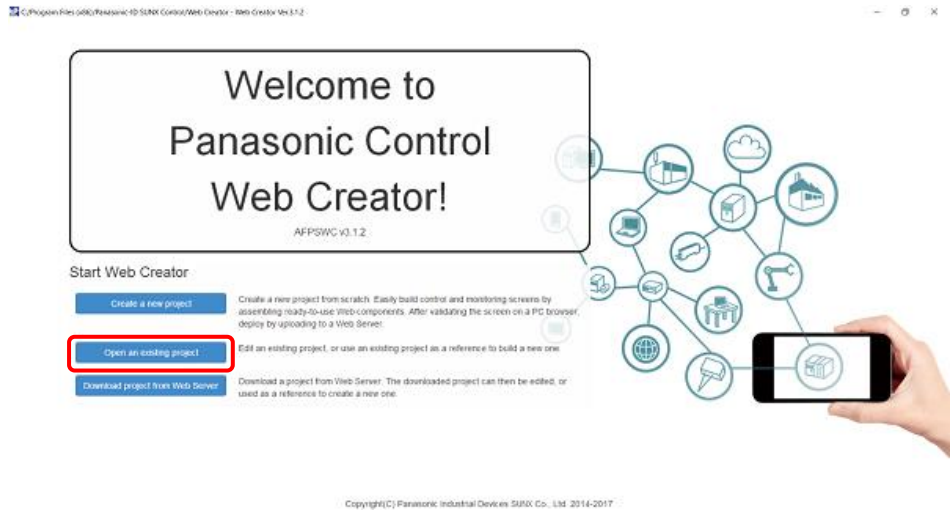 C:/Program Files (x86)/Panasonic-ID SUNX Control/Web Creator - Web Creator Ver.3.1.2
Welcome to
Panasonic Control
Web Creator!
AFPSWC v3.1.2
Start Web Creator
Create a new project
Create a new project from scratch. Easily build control and monitoring screens by
assembling ready-to-use Web-components. After validating the screen on a PC browser,
deploy by uploading to a Web Server.
Open an existing project
Edit an existing project, or use an existing project as a reference to build a new one.
Download project from Web Server
Download a project from Web Server. The downloaded project can then be edited, or
used as a reference to create a new one.
Copyright(C) Panasonic Industrial Devices SUNX Co., Ltd. 2014-2017